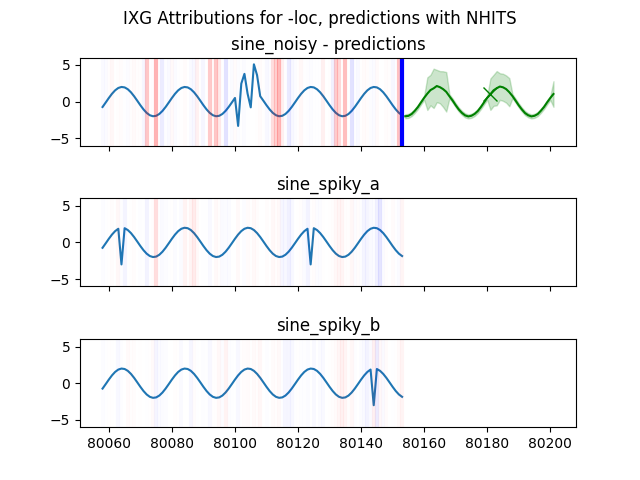 IXG Attributions for -loc, predictions with NHITS
sine_noisy - predictions
5
0
−5
sine_spiky_a
5
0
−5
sine_spiky_b
5
0
−5
80060 80080 80100 80120 80140 80160 80180 80200